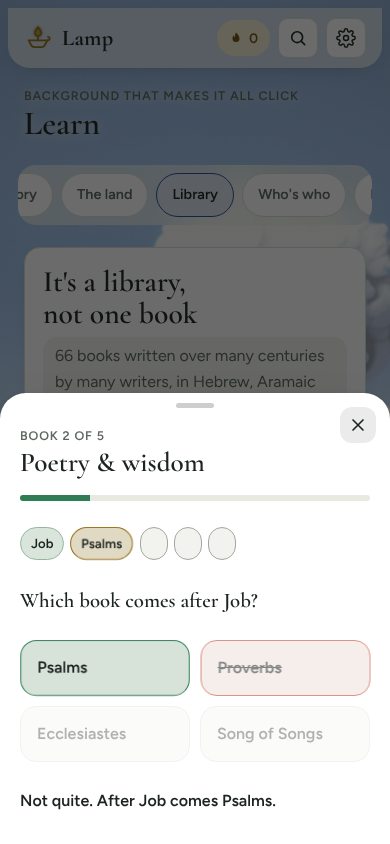 Lamp
0
BACKGROUND THAT MAKES IT ALL CLICK
Learn
ory
The land
Library
Who's who
It's a library,
not one book
66 books written over many centuries
by many writers, in Hebrew, Aramaic
BOOK 2 OF 5
Poetry & wisdom
Job
Psalms
Which book comes after Job?
Psalms
Proverbs
Ecclesiastes
Song of Songs
Not quite. After Job comes Psalms.